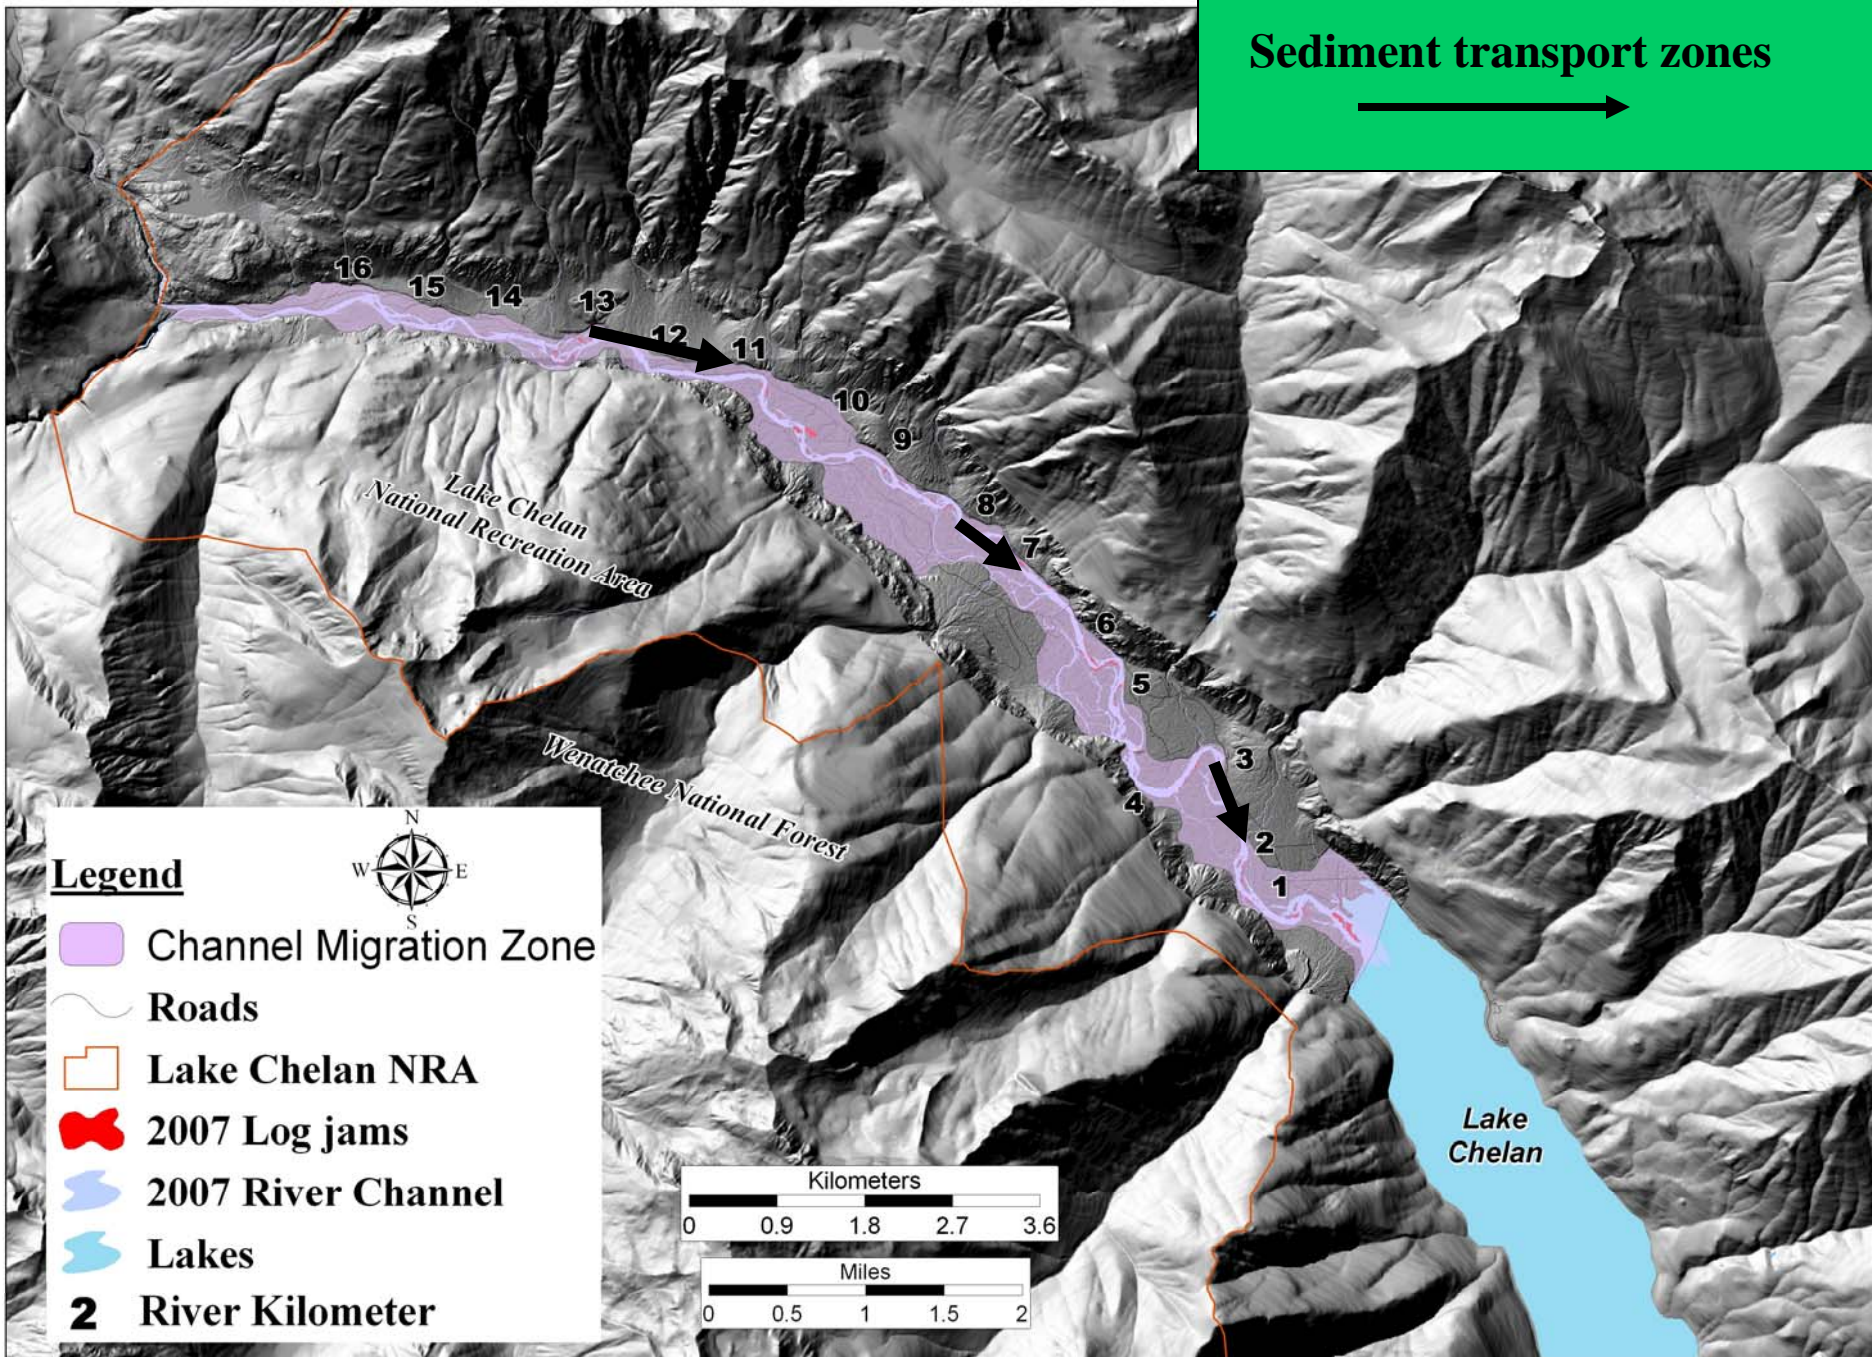 Sediment transport zones
16
15
14
13
12
11
10
9
8
7
6
5
4
3
2
1
Lake Chelan
National Recreation Area
Wenatchee National Forest
Lake
Chelan
Legend
N
W
E
S
Channel Migration Zone
Roads
Lake Chelan NRA
2007 Log jams
2007 River Channel
Lakes
2 River Kilometer
Kilometers
0 0.9 1.8 2.7 3.6
Miles
0 0.5 1 1.5 2